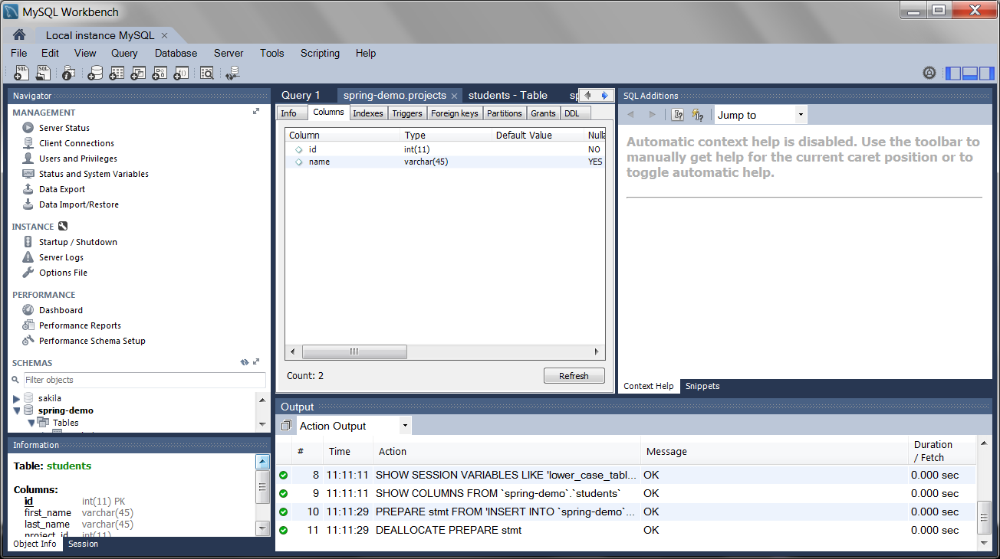 MySQL Workbench
Local instance MySQL ×
File Edit View Query Database Server Tools Scripting Help
Navigator
MANAGEMENT
Server Status
Client Connections
Users and Privileges
Status and System Variables
Data Export
Data Import/Restore
INSTANCE
Startup / Shutdown
Server Logs
Options File
PERFORMANCE
Dashboard
Performance Reports
Performance Schema Setup
SCHEMAS
Filter objects
sakila
spring-demo
Tables
Information
Table: students
Columns:
id int(11) PK
first_name varchar(45)
last_name varchar(45)
project_id int(11)
Object Info Session
Query 1 spring-demo.projects × students - Table sp
Info Columns Indexes Triggers Foreign keys Partitions Grants DDL
Column Type Default Value Nulla
id int(11) NO
name varchar(45) YES
Count: 2 Refresh
SQL Additions
Jump to
Automatic context help is disabled. Use the toolbar to
manually get help for the current caret position or to
toggle automatic help.
Context Help Snippets
Output
Action Output
# Time Action Message Duration
/ Fetch
8 11:11:11 SHOW SESSION VARIABLES LIKE 'lower_case_tabl... OK 0.000 sec
9 11:11:11 SHOW COLUMNS FROM `spring-demo`.`students` OK 0.000 sec
10 11:11:29 PREPARE stmt FROM 'INSERT INTO `spring-demo`... OK 0.000 sec
11 11:11:29 DEALLOCATE PREPARE stmt OK 0.000 sec